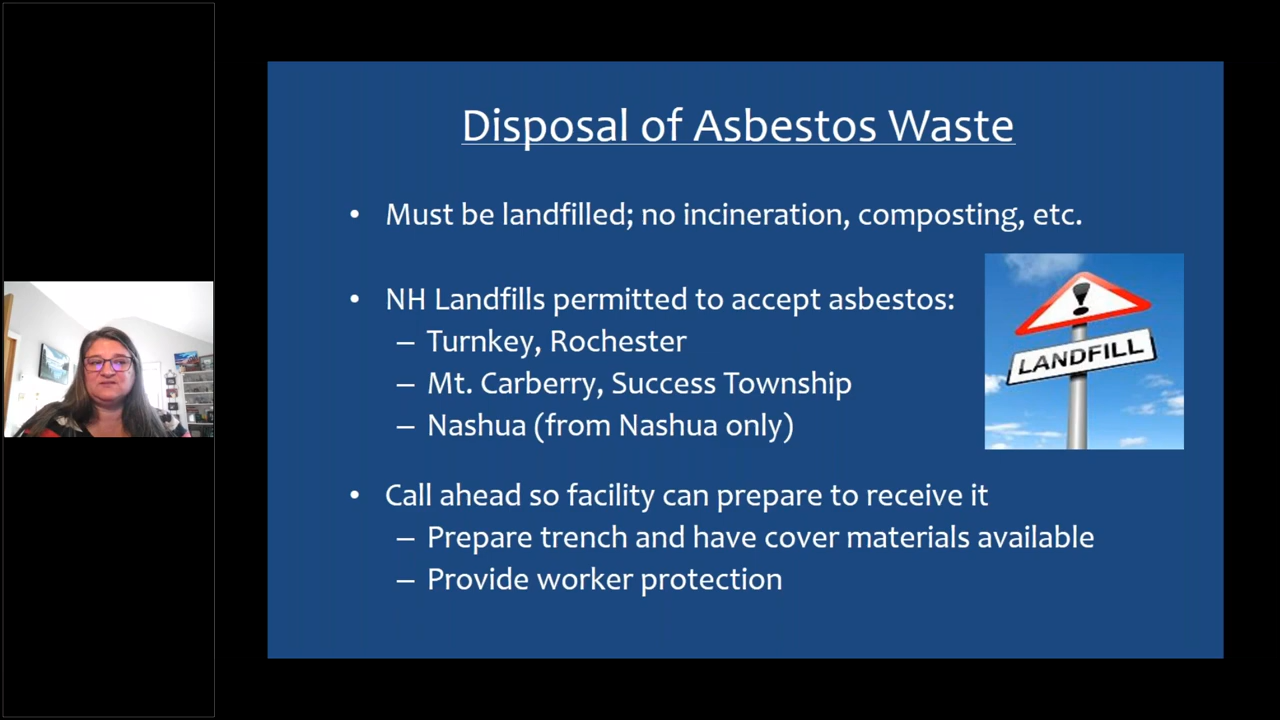 Disposal of Asbestos Waste
• Must be landfilled; no incineration, composting, etc.
• NH Landfills permitted to accept asbestos:
– Turnkey, Rochester
– Mt. Carberry, Success Township
– Nashua (from Nashua only)
LANDFILL
• Call ahead so facility can prepare to receive it
– Prepare trench and have cover materials available
– Provide worker protection